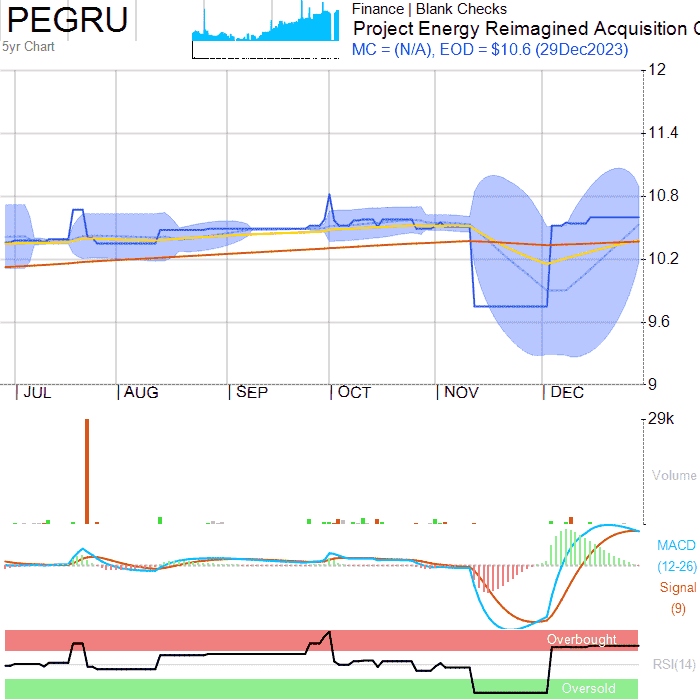 PEGRU
5yr Chart
Finance | Blank Checks
Project Energy Reimagined Acquisition C
MC = (N/A), EOD = $10.6 (29Dec2023)
12
11.4
10.8
10.2
9.6
9
JUL AUG SEP OCT NOV DEC
29k
Volume
MACD
(12-26)
Signal
(9)
Overbought
RSI(14)
Oversold